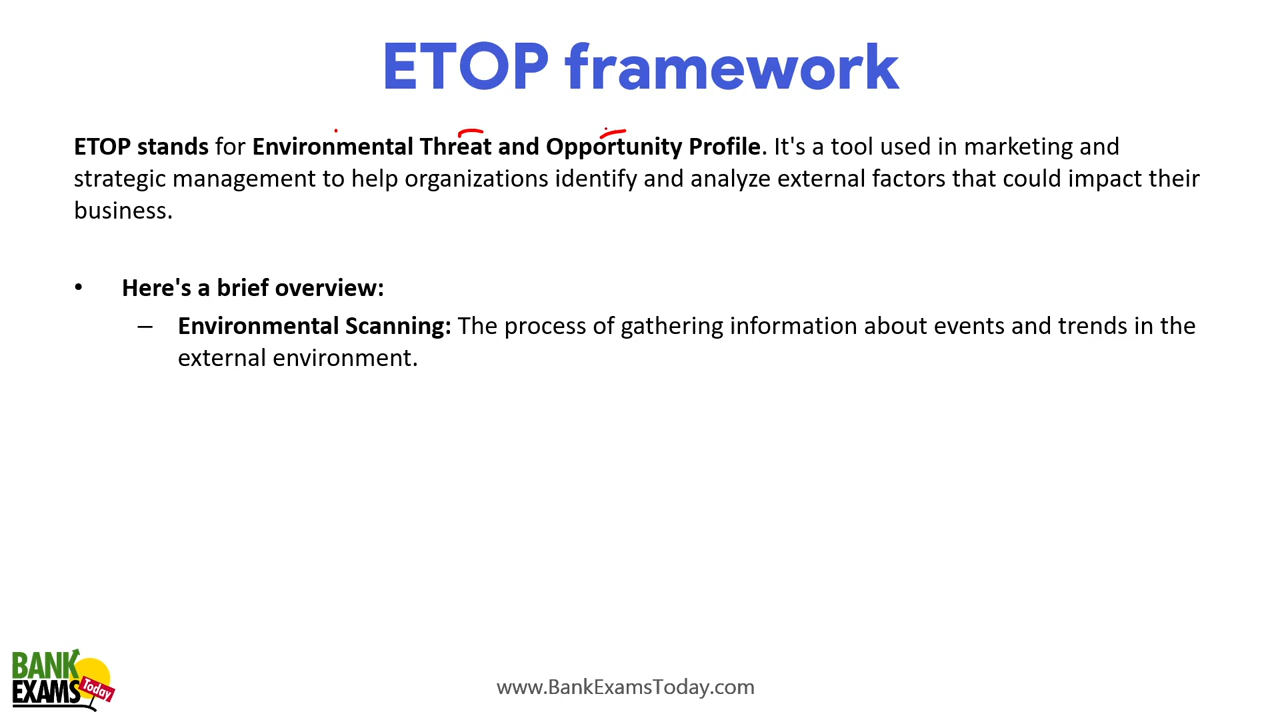 ETOP framework
ETOP stands for Environmental Threat and Opportunity Profile. It's a tool used in marketing and
strategic management to help organizations identify and analyze external factors that could impact their
business.
• Here's a brief overview:
– Environmental Scanning: The process of gathering information about events and trends in the
external environment.
BANK
EXAMS
Today
www.BankExamsToday.com